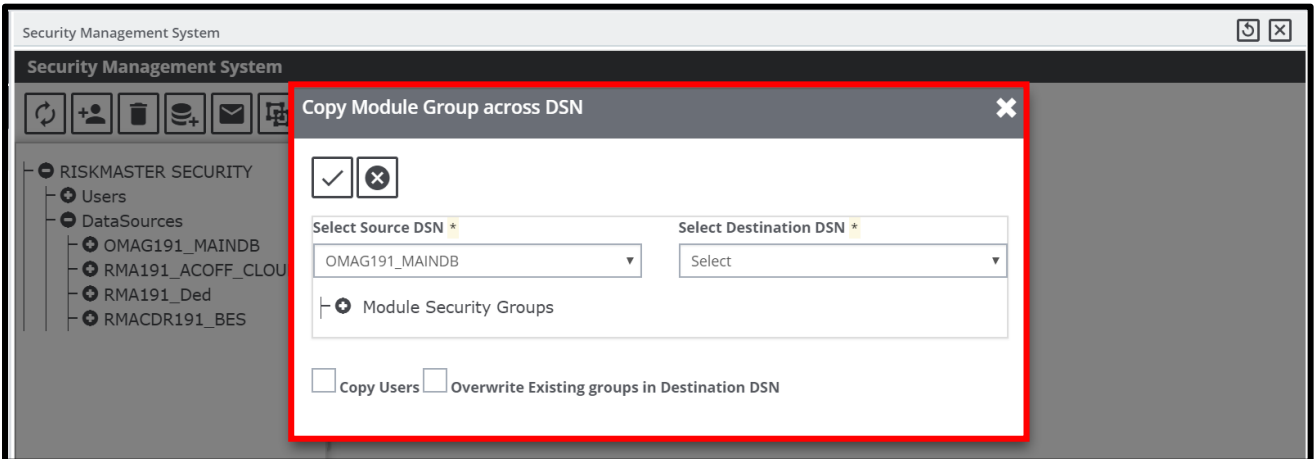 Security Management System
Security Management System
Copy Module Group across DSN
RISKMASTER SECURITY
Users
DataSources
OMAG191_MAINDB
RMA191_ACOFF_CLOU
RMA191_Ded
RMACDR191_BES
Select Source DSN * Select Destination DSN *
OMAG191_MAINDB Select
Module Security Groups
Copy Users Overwrite Existing groups in Destination DSN